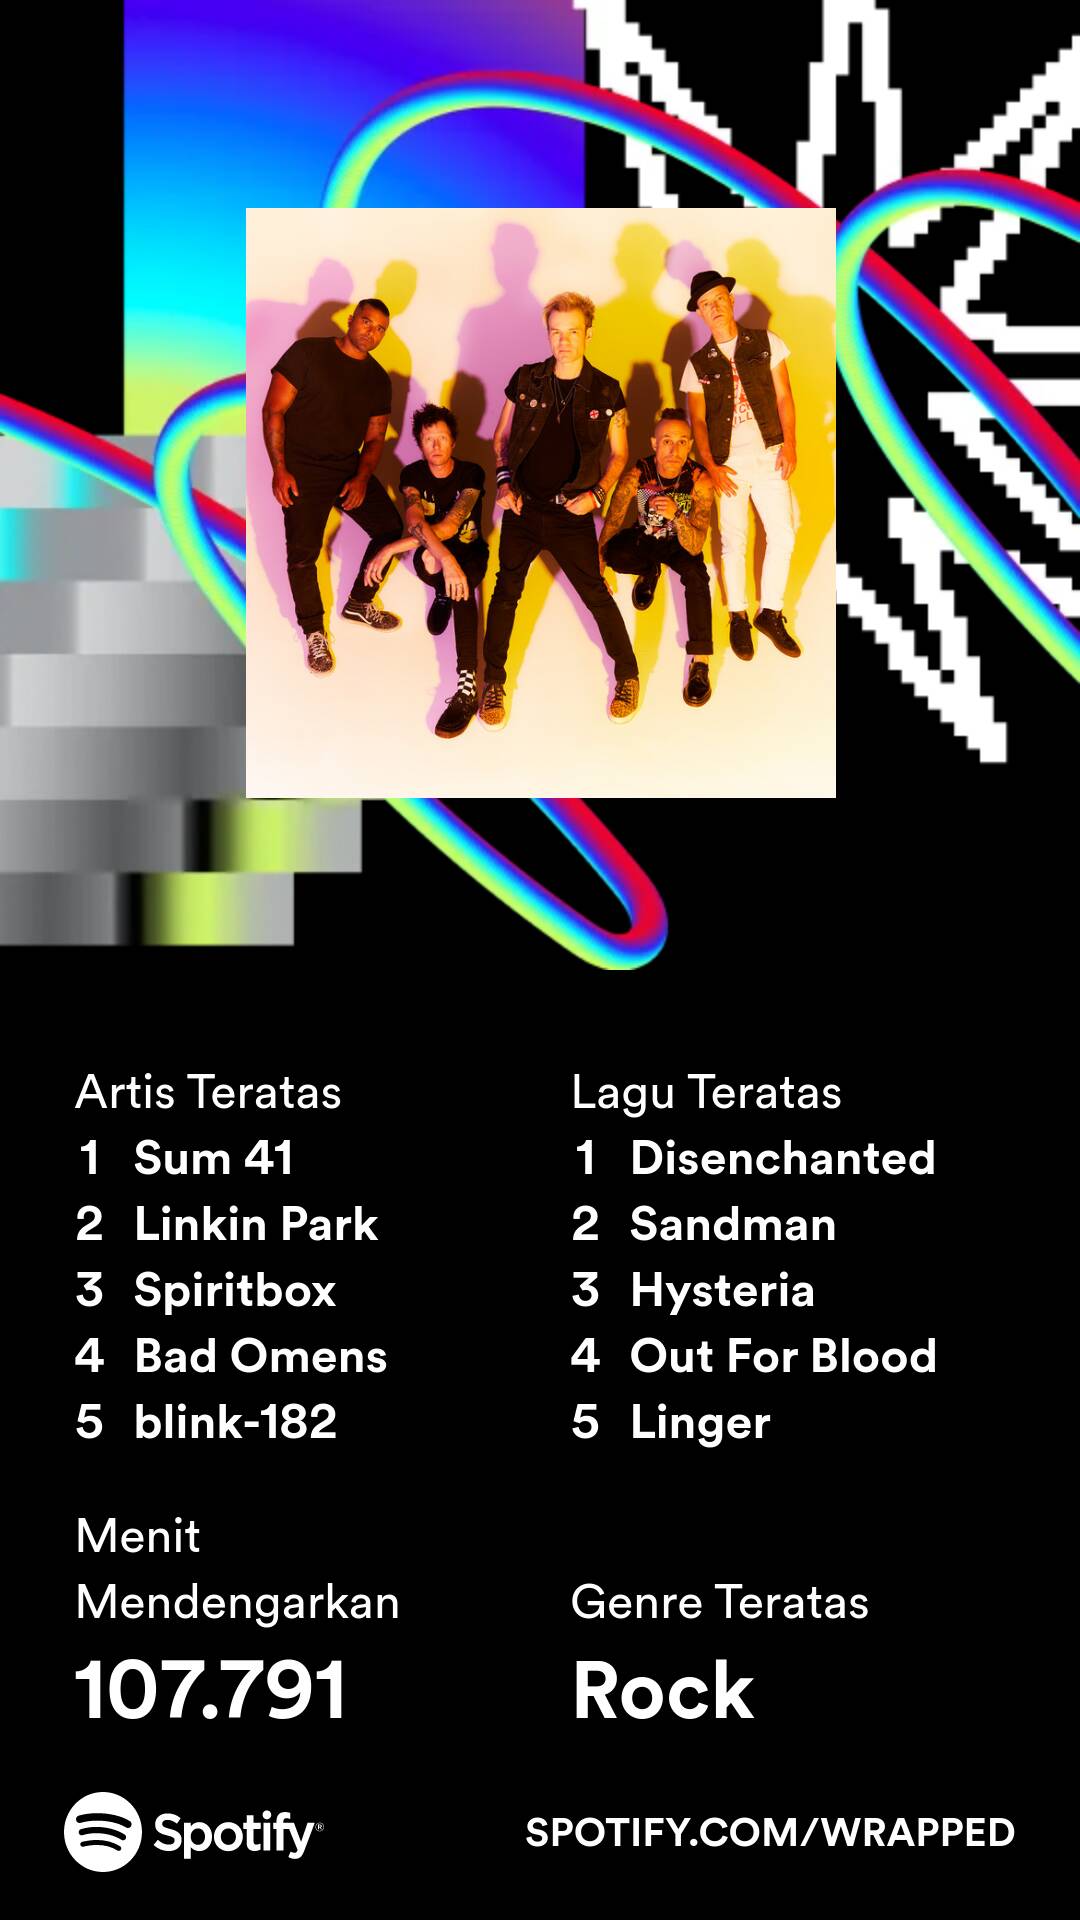 Artis Teratas
1 Sum 41
2 Linkin Park
3 Spiritbox
4 Bad Omens
5 blink-182
Lagu Teratas
1 Disenchanted
2 Sandman
3 Hysteria
4 Out For Blood
5 Linger
Menit
Mendengarkan
107.791
Genre Teratas
Rock
Spotify®
SPOTIFY.COM/WRAPPED